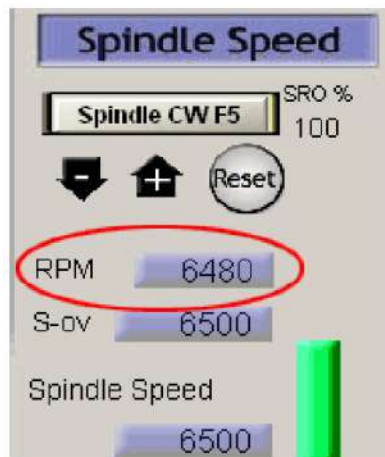 Spindle Speed
Spindle CW F5
SRO %
100
-
+
Reset
RPM 6480
S-ov 6500
Spindle Speed
6500